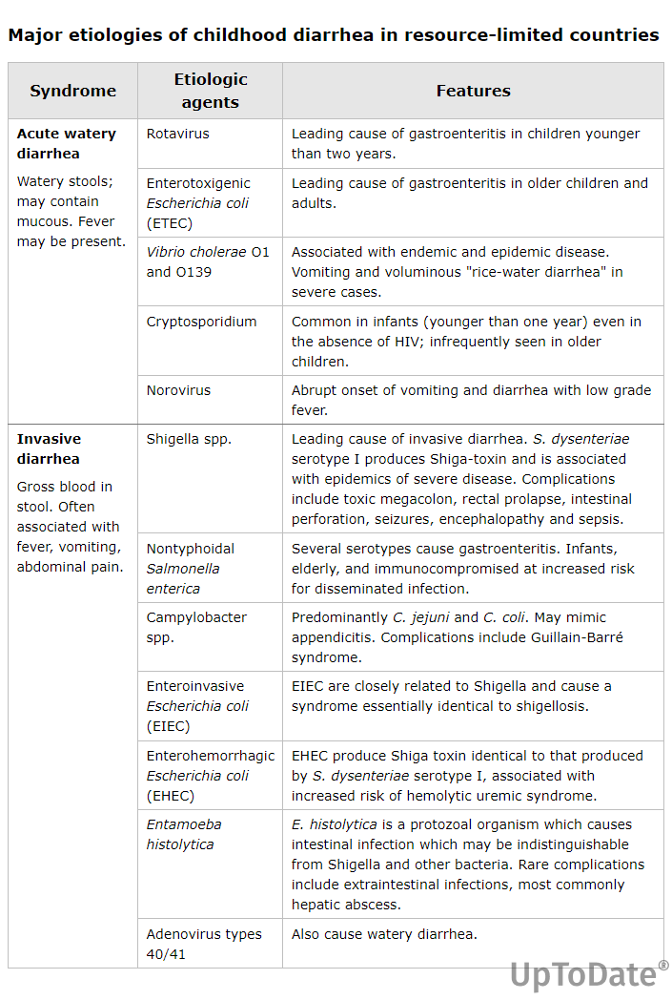 Major etiologies of childhood diarrhea in resource-limited countries
Syndrome
Etiologic
agents
Features
Acute watery
diarrhea
Watery stools;
may contain
mucous. Fever
may be present.
Rotavirus
Leading cause of gastroenteritis in children younger
than two years.
Enterotoxigenic
Escherichia coli
(ETEC)
Leading cause of gastroenteritis in older children and
adults.
Vibrio cholerae O1
and O139
Associated with endemic and epidemic disease.
Vomiting and voluminous "rice-water diarrhea" in
severe cases.
Cryptosporidium
Common in infants (younger than one year) even in
the absence of HIV; infrequently seen in older
children.
Norovirus
Abrupt onset of vomiting and diarrhea with low grade
fever.
Invasive
diarrhea
Gross blood in
stool. Often
associated with
fever, vomiting,
abdominal pain.
Shigella spp.
Leading cause of invasive diarrhea. S. dysenteriae
serotype I produces Shiga-toxin and is associated
with epidemics of severe disease. Complications
include toxic megacolon, rectal prolapse, intestinal
perforation, seizures, encephalopathy and sepsis.
Nontyphoidal
Salmonella
enterica
Several serotypes cause gastroenteritis. Infants,
elderly, and immunocompromised at increased risk
for disseminated infection.
Campylobacter
spp.
Predominantly C. jejuni and C. coli. May mimic
appendicitis. Complications include Guillain-Barré
syndrome.
Enteroinvasive
Escherichia coli
(EIEC)
EIEC are closely related to Shigella and cause a
syndrome essentially identical to shigellosis.
Enterohemorrhagic
Escherichia coli
(EHEC)
EHEC produce Shiga toxin identical to that produced
by S. dysenteriae serotype I, associated with
increased risk of hemolytic uremic syndrome.
Entamoeba
histolytica
E. histolytica is a protozoal organism which causes
intestinal infection which may be indistinguishable
from Shigella and other bacteria. Rare complications
include extraintestinal infections, most commonly
hepatic abscess.
Adenovirus types
40/41
Also cause watery diarrhea.
UpToDate®